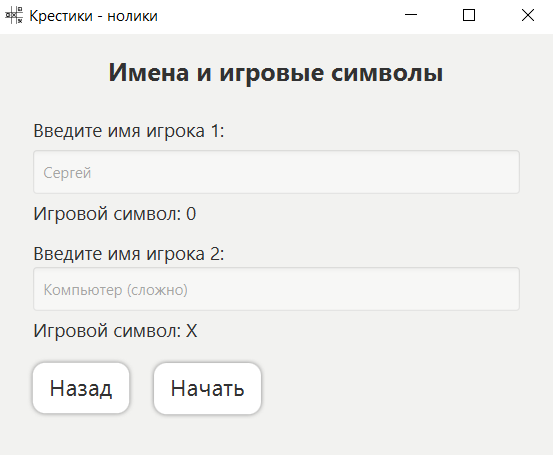 Крестики - нолики
Имена и игровые символы
Введите имя игрока 1:
Сергей
Игровой символ: 0
Введите имя игрока 2:
Компьютер (сложно)
Игровой символ: X
Назад Начать